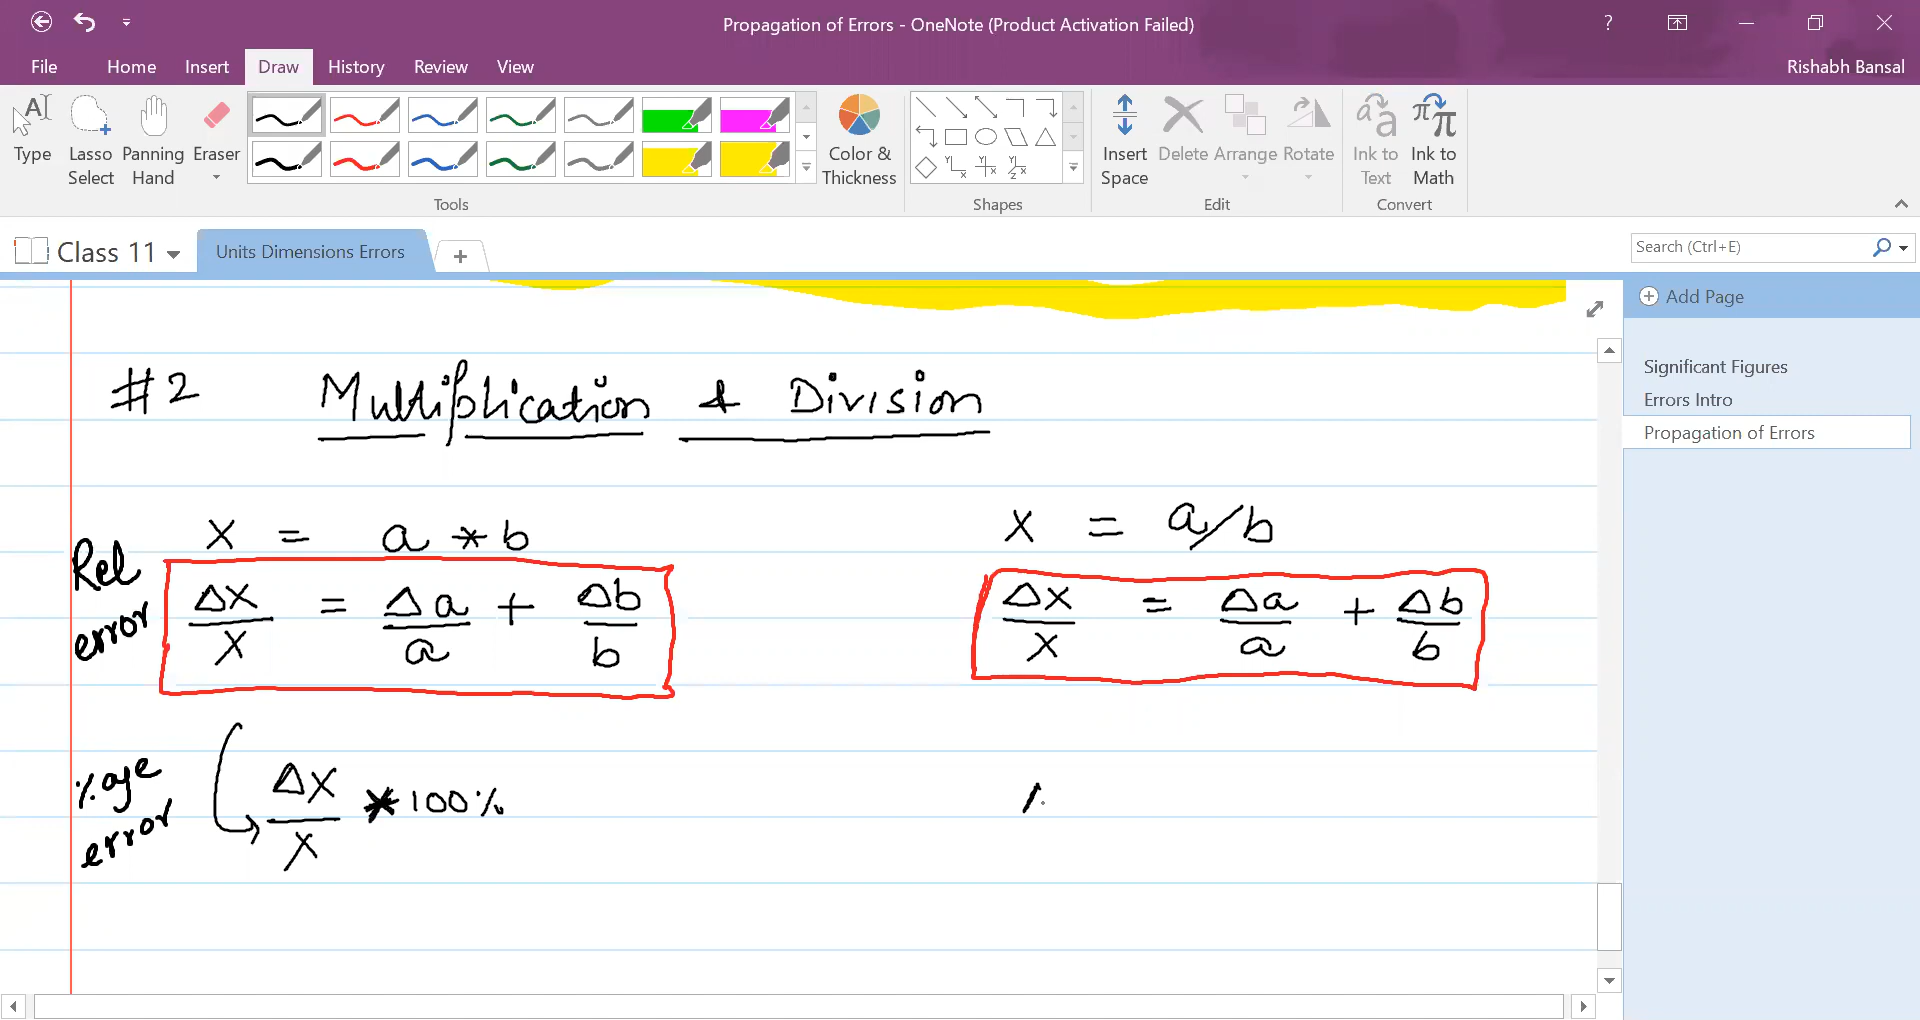 Propagation of Errors - OneNote (Product Activation Failed)
?
File Home Insert Draw History Review View
Rishabh Bansal
Type
Lasso Select
Panning Hand
Eraser
Color & Thickness
Insert Space
Delete
Arrange
Rotate
Ink to Text
Ink to Math
Tools
Shapes
Edit
Convert
Class 11
Units Dimensions Errors
+
Search (Ctrl+E)
Add Page
Significant Figures
Errors Intro
Propagation of Errors
#2 Multiplication & Division
x = a * b
x = a/b
Rel error
Δx/x = Δa/a + Δb/b
Δx/x = Δa/a + Δb/b
%age error
Δx/x * 100%